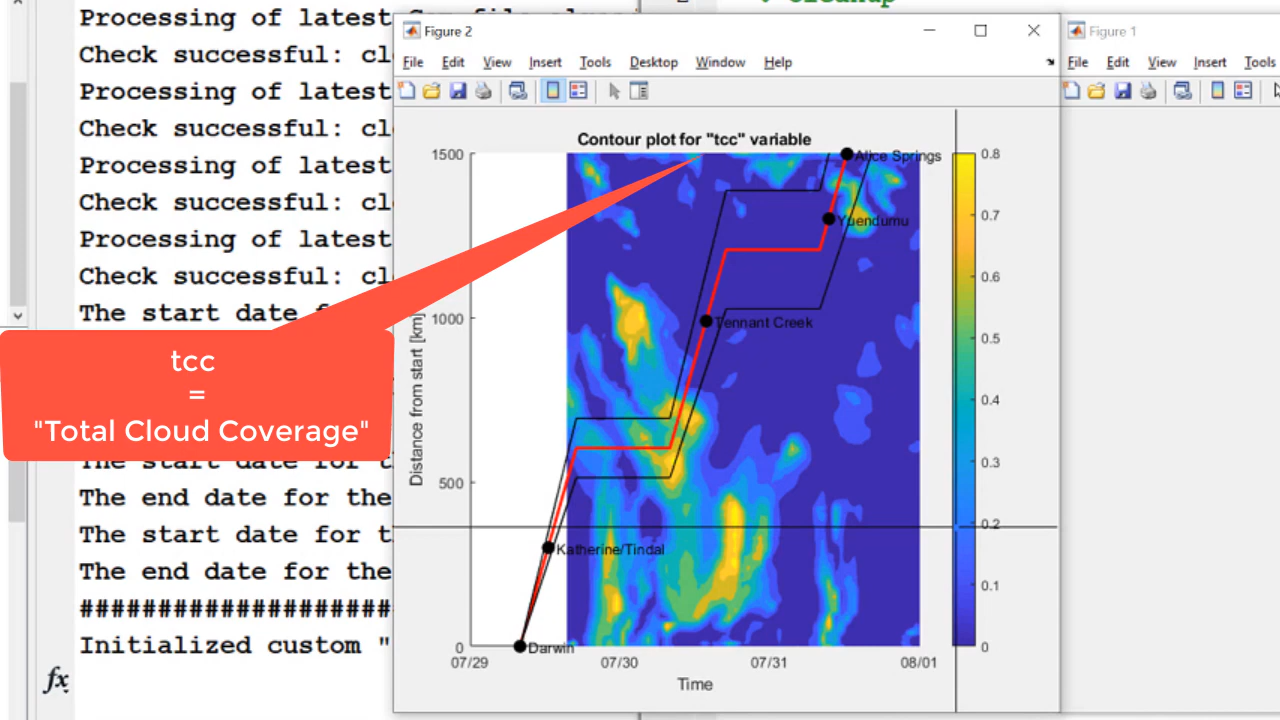 Processing of latest
Check successful: cl
Processing of latest
Check successful: cl
Processing of latest
Check successful: cl
Processing of latest
Check successful: cl
The start date f
tcc
=
"Total Cloud Coverage"
The start date for t
The end date for the
The start date for t
The end date for the
####################
Initialized custom "
fx
cleanup
Figure 2
File Edit View Insert Tools Desktop Window Help
Contour plot for "tcc" variable
1500
1000
500
0
Distance from start [km]
07/29
07/30
07/31
08/01
Time
Alice Springs
Yuendumu
Tennant Creek
Katherine/Tindal
Darwin
0.8
0.7
0.6
0.5
0.4
0.3
0.2
0.1
0
Figure 1
File Edit View Insert Tools